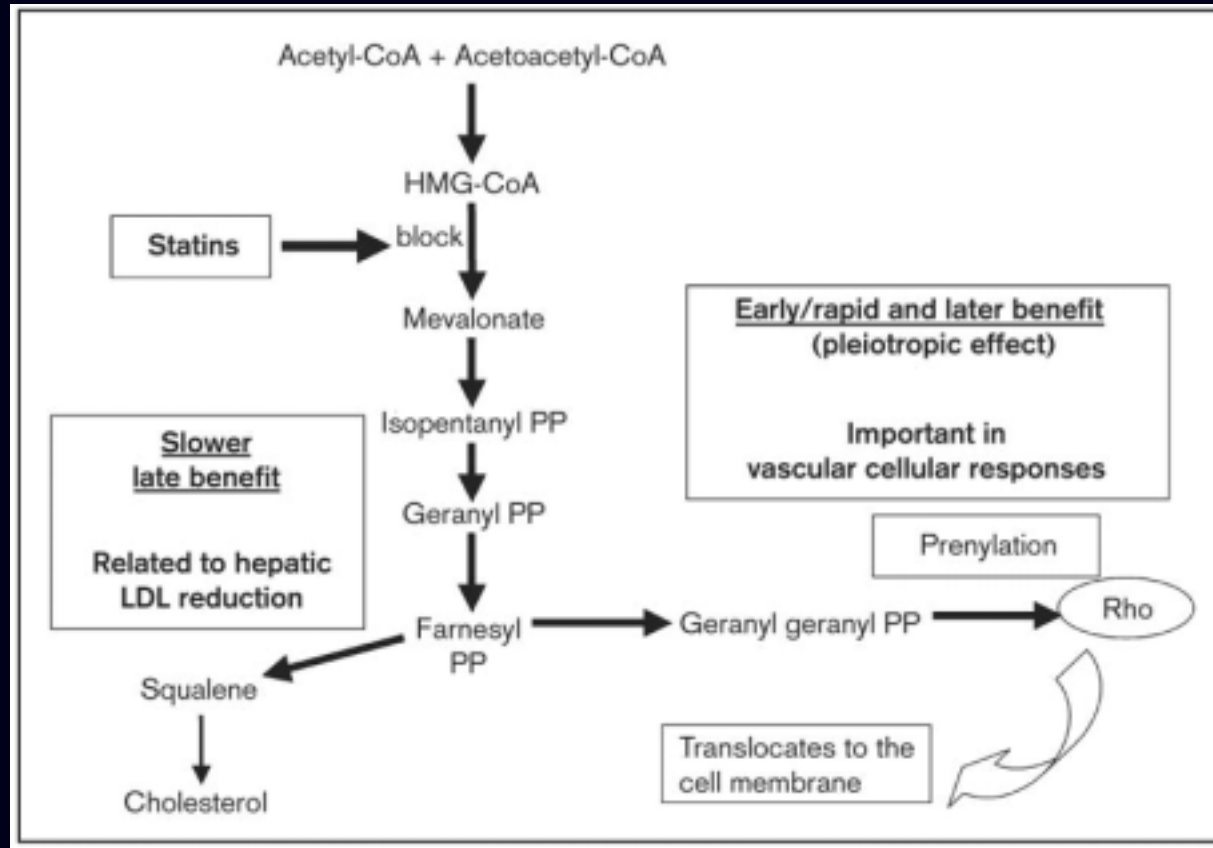 Acetyl-CoA + Acetoacetyl-CoA
HMG-CoA
Statins
block
Mevalonate
Early/rapid and later benefit
(pleiotropic effect)
Important in
vascular cellular responses
Isopentanyl PP
Slower
late benefit
Related to hepatic
LDL reduction
Geranyl PP
Prenylation
Rho
Farnesyl
PP
Geranyl geranyl PP
Squalene
Translocates to the
cell membrane
Cholesterol